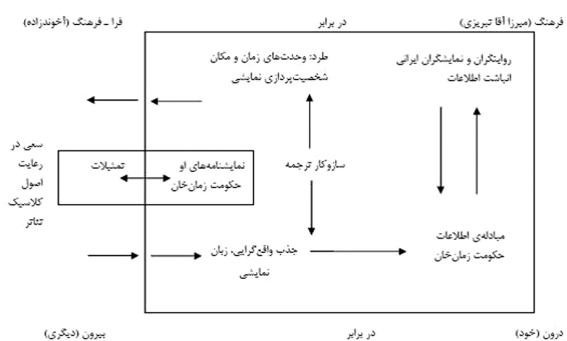 فرهنگ (میرزا آقا تبریزی)
در برابر
فرا ـ فرهنگ (آخوندزاده)
روایتگران و نمایشگران ایرانی
انباشت اطلاعات
طرد: وحدت‌های زمان و مکان
شخصیت‌پردازی نمایشی
سعی در
رعایت
اصول
کلاسیک
تئاتر
سازوکار ترجمه
نمایشنامه‌های او
حکومت زمان‌خان
تمثیلات
مبادله‌ی اطلاعات
حکومت زمان‌خان
جذب واقع‌گرایی، زبان
نمایشی
درون (خود)
در برابر
بیرون (دیگری)